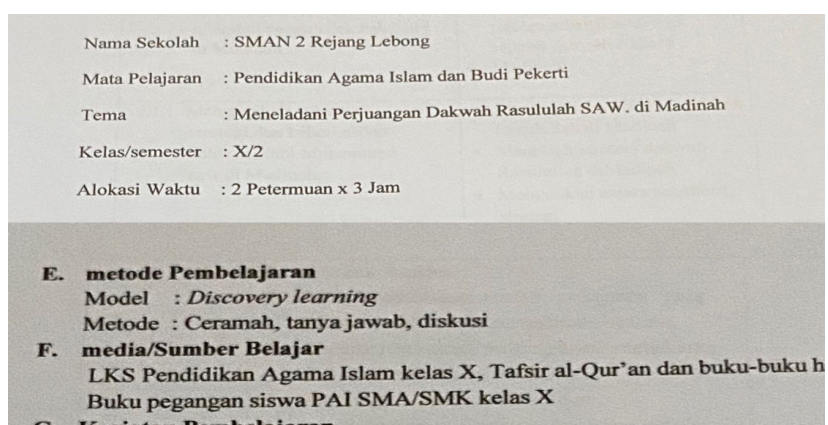 Nama Sekolah : SMAN 2 Rejang Lebong
Mata Pelajaran : Pendidikan Agama Islam dan Budi Pekerti
Tema : Meneladani Perjuangan Dakwah Rasululah SAW. di Madinah
Kelas/semester : X/2
Alokasi Waktu : 2 Petermuan x 3 Jam
E. metode Pembelajaran
Model : Discovery learning
Metode : Ceramah, tanya jawab, diskusi
F. media/Sumber Belajar
LKS Pendidikan Agama Islam kelas X, Tafsir al-Qur’an dan buku-buku h
Buku pegangan siswa PAI SMA/SMK kelas X